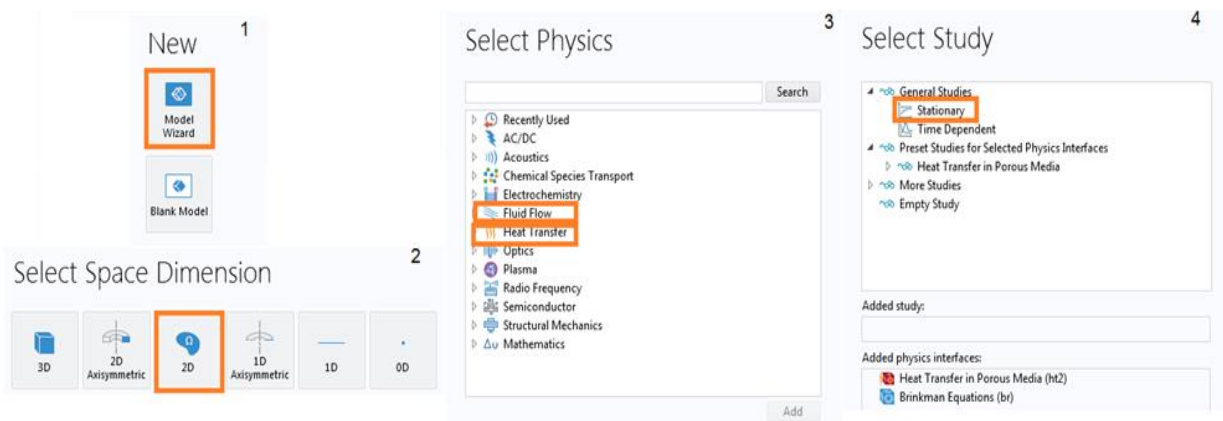 1
New
Model
Wizard
Blank Model
2
Select Space Dimension
3D
2D
Axisymmetric
2D
1D
Axisymmetric
1D
0D
3
Select Physics
Search
Recently Used
AC/DC
Acoustics
Chemical Species Transport
Electrochemistry
Fluid Flow
Heat Transfer
Optics
Plasma
Radio Frequency
Semiconductor
Structural Mechanics
Δu Mathematics
Add
4
Select Study
General Studies
Stationary
Time Dependent
Preset Studies for Selected Physics Interfaces
Heat Transfer in Porous Media
More Studies
Empty Study
Added study:
Added physics interfaces:
Heat Transfer in Porous Media (ht2)
Brinkman Equations (br)